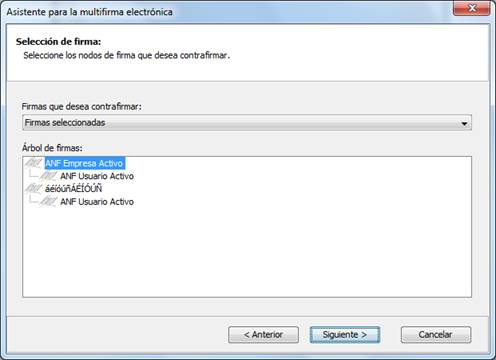 Asistente para la multifirma electrónica
Selección de firma:
Seleccione los nodos de firma que desea contrafirmar.
Firmas que desea contrafirmar:
Firmas seleccionadas
Árbol de firmas:
ANF Empresa Activo
ANF Usuario Activo
áéíóúñÁÉÍÓÚÑ
ANF Usuario Activo
< Anterior
Siguiente >
Cancelar